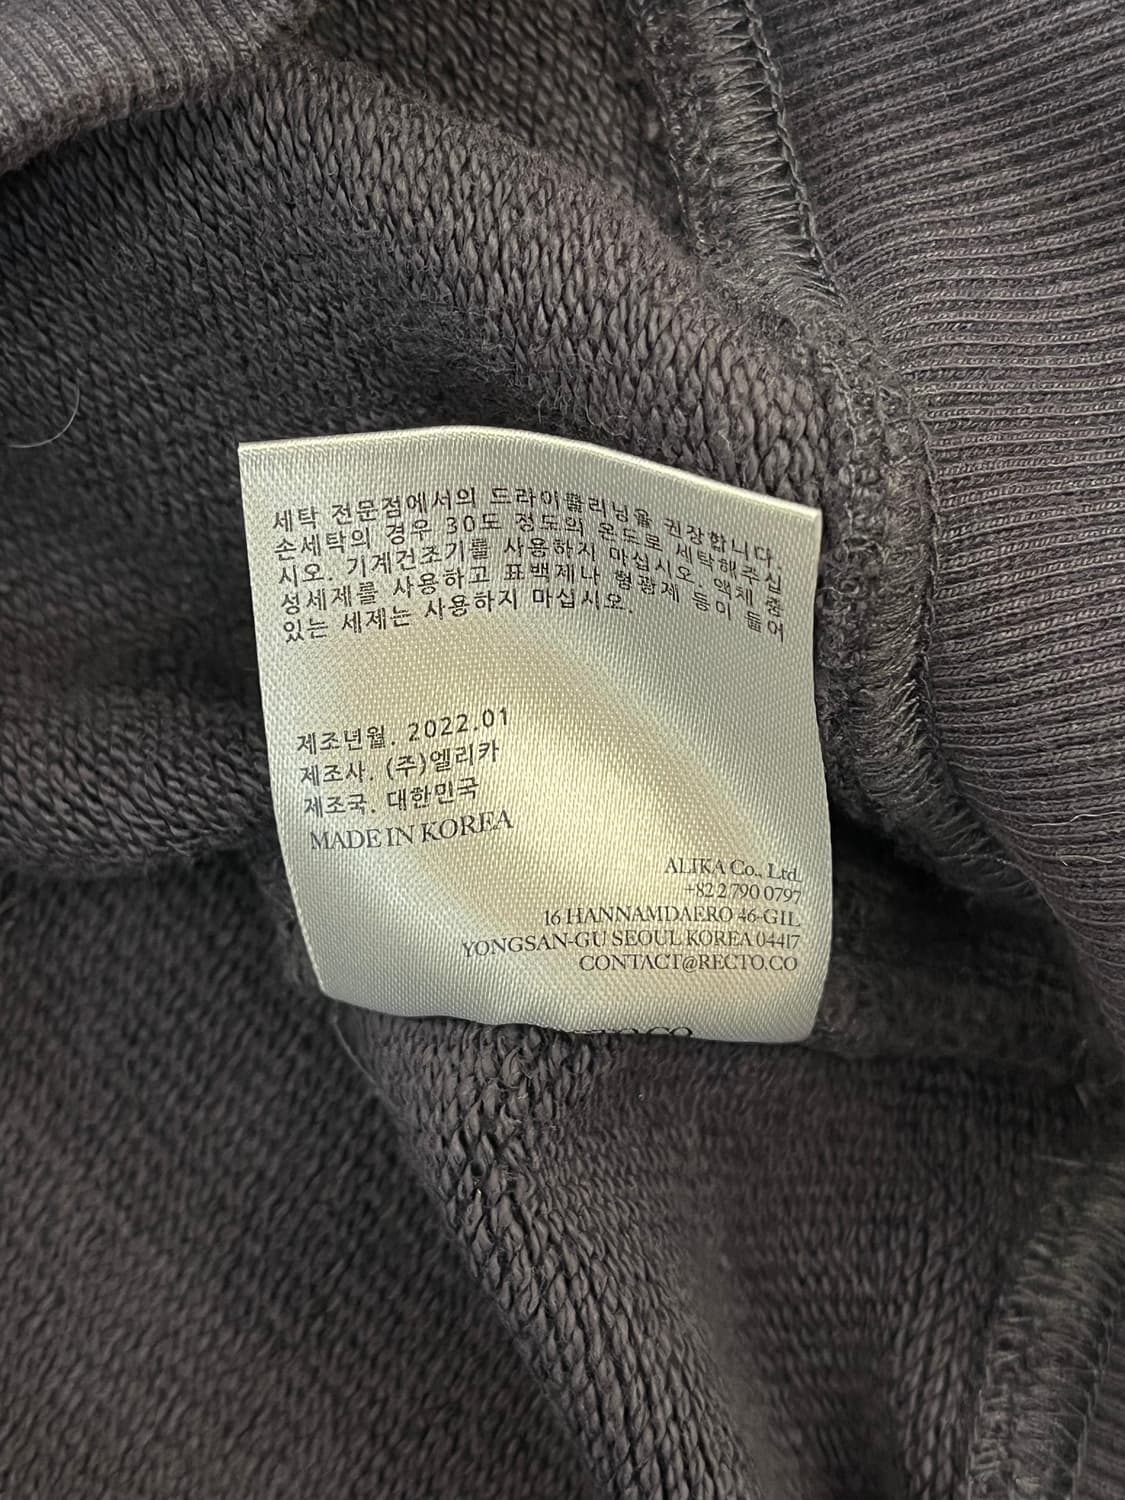 세탁 전문점에서의 드라이클리닝을 권장합니다.
손세탁의 경우 30도 정도의 온도로 세탁해주십
시오. 기계건조기를 사용하지 마십시오. 액체 중
성세제를 사용하고 표백제나 형광제 등이 들어
있는 세제는 사용하지 마십시오.
제조년월. 2022.01
제조사. (주)엘리카
제조국. 대한민국
MADE IN KOREA
ALIKA Co., Ltd.
+82 2 790 0797
16 HANNAMDAERO 46-GIL
YONGSAN-GU SEOUL KOREA 04417
CONTACT@RECTO.CO